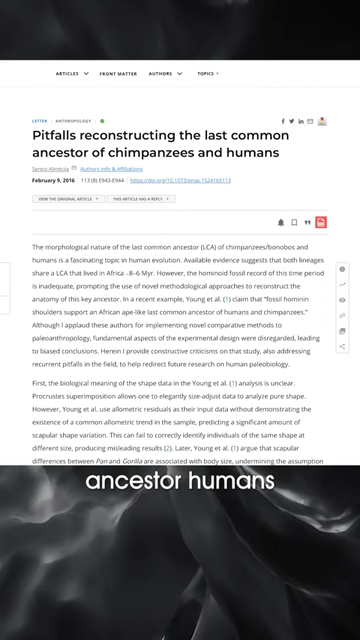 ARTICLES FRONT MATTER AUTHORS TOPICS
LETTER | ANTHROPOLOGY |
Pitfalls reconstructing the last common
ancestor of chimpanzees and humans
Sergio Almécija Authors Info & Affiliations
February 9, 2016 113 (8) E943-E944 https://doi.org/10.1073/pnas.1524165113
VIEW THE ORIGINAL ARTICLE THIS ARTICLE HAS A REPLY
The morphological nature of the last common ancestor (LCA) of chimpanzees/bonobos and
humans is a fascinating topic in human evolution. Available evidence suggests that both lineages
share a LCA that lived in Africa ~8–6 Myr. However, the hominoid fossil record of this time period
is inadequate, prompting the use of novel methodological approaches to reconstruct the
anatomy of this key ancestor. In a recent example, Young et al. (1) claim that "fossil hominin
shoulders support an African ape-like last common ancestor of humans and chimpanzees."
Although I applaud these authors for implementing novel comparative methods to
paleoanthropology, fundamental aspects of the experimental design were disregarded, leading
to biased conclusions. Herein I provide constructive criticisms on that study, also addressing
recurrent pitfalls in the field, to help redirect future research on human paleobiology.
First, the biological meaning of the shape data in the Young et al. (1) analysis is unclear.
Procrustes superimposition allows one to elegantly size-adjust data to analyze pure shape.
However, Young et al. use allometric residuals as their input data without demonstrating the
existence of a common allometric trend in the sample, predicting a significant amount of
scapular shape variation. This can fail to correctly identify individuals of the same shape at
different size, producing misleading results (2). Later, Young et al. (1) argue that scapular
differences between Pan and Gorilla are associated with body size, undermining the assumption
ancestor humans